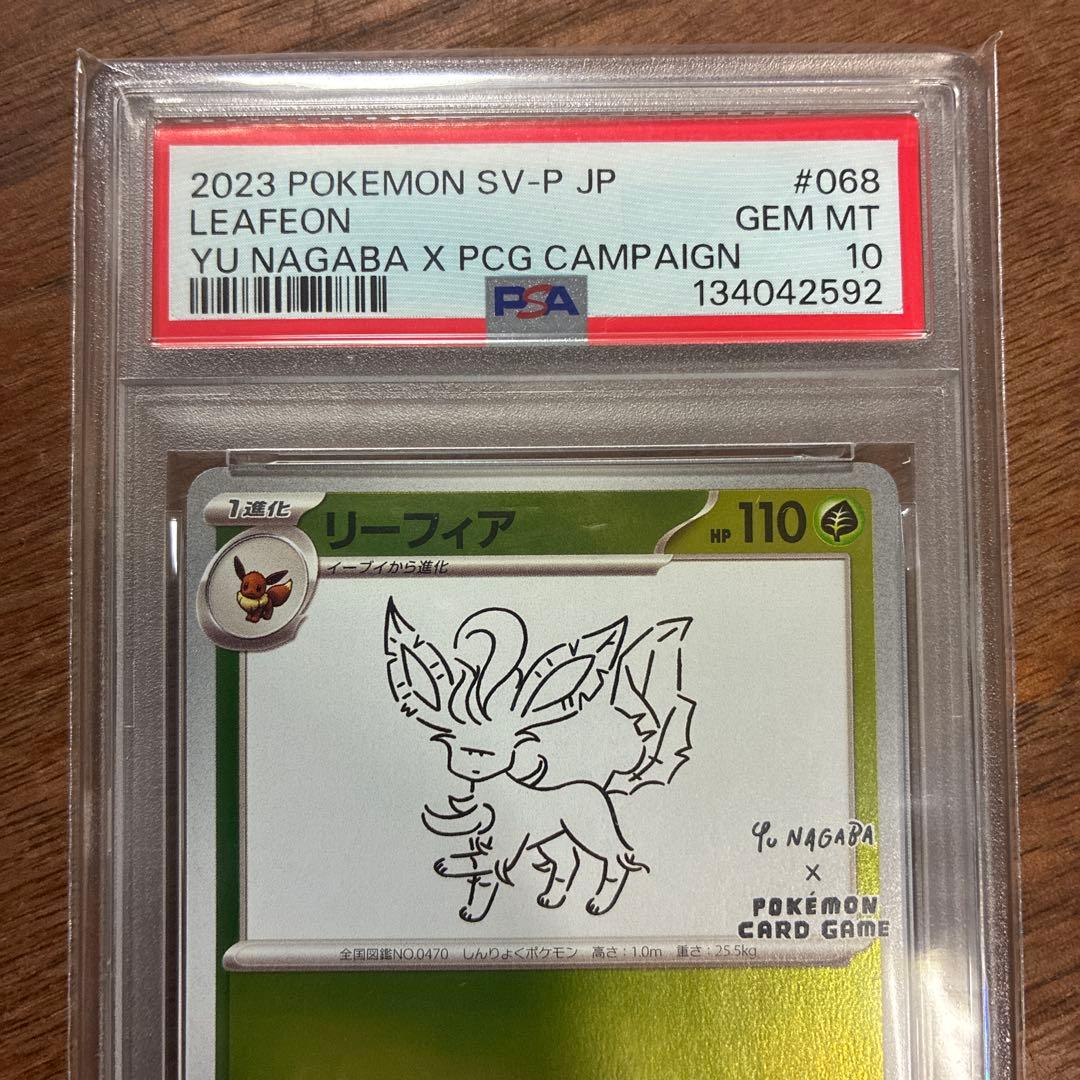 2023 POKEMON SV-P JP #068
LEAFEON GEM MT
YU NAGABA X PCG CAMPAIGN 10
PSA 134042592
1進化 リーフィア HP 110
イーブイから進化
Yu NAGABA
×
POKÉMON
CARD GAME
全国図鑑NO.0470 しんりょくポケモン 高さ:1.0m 重さ:25.5kg